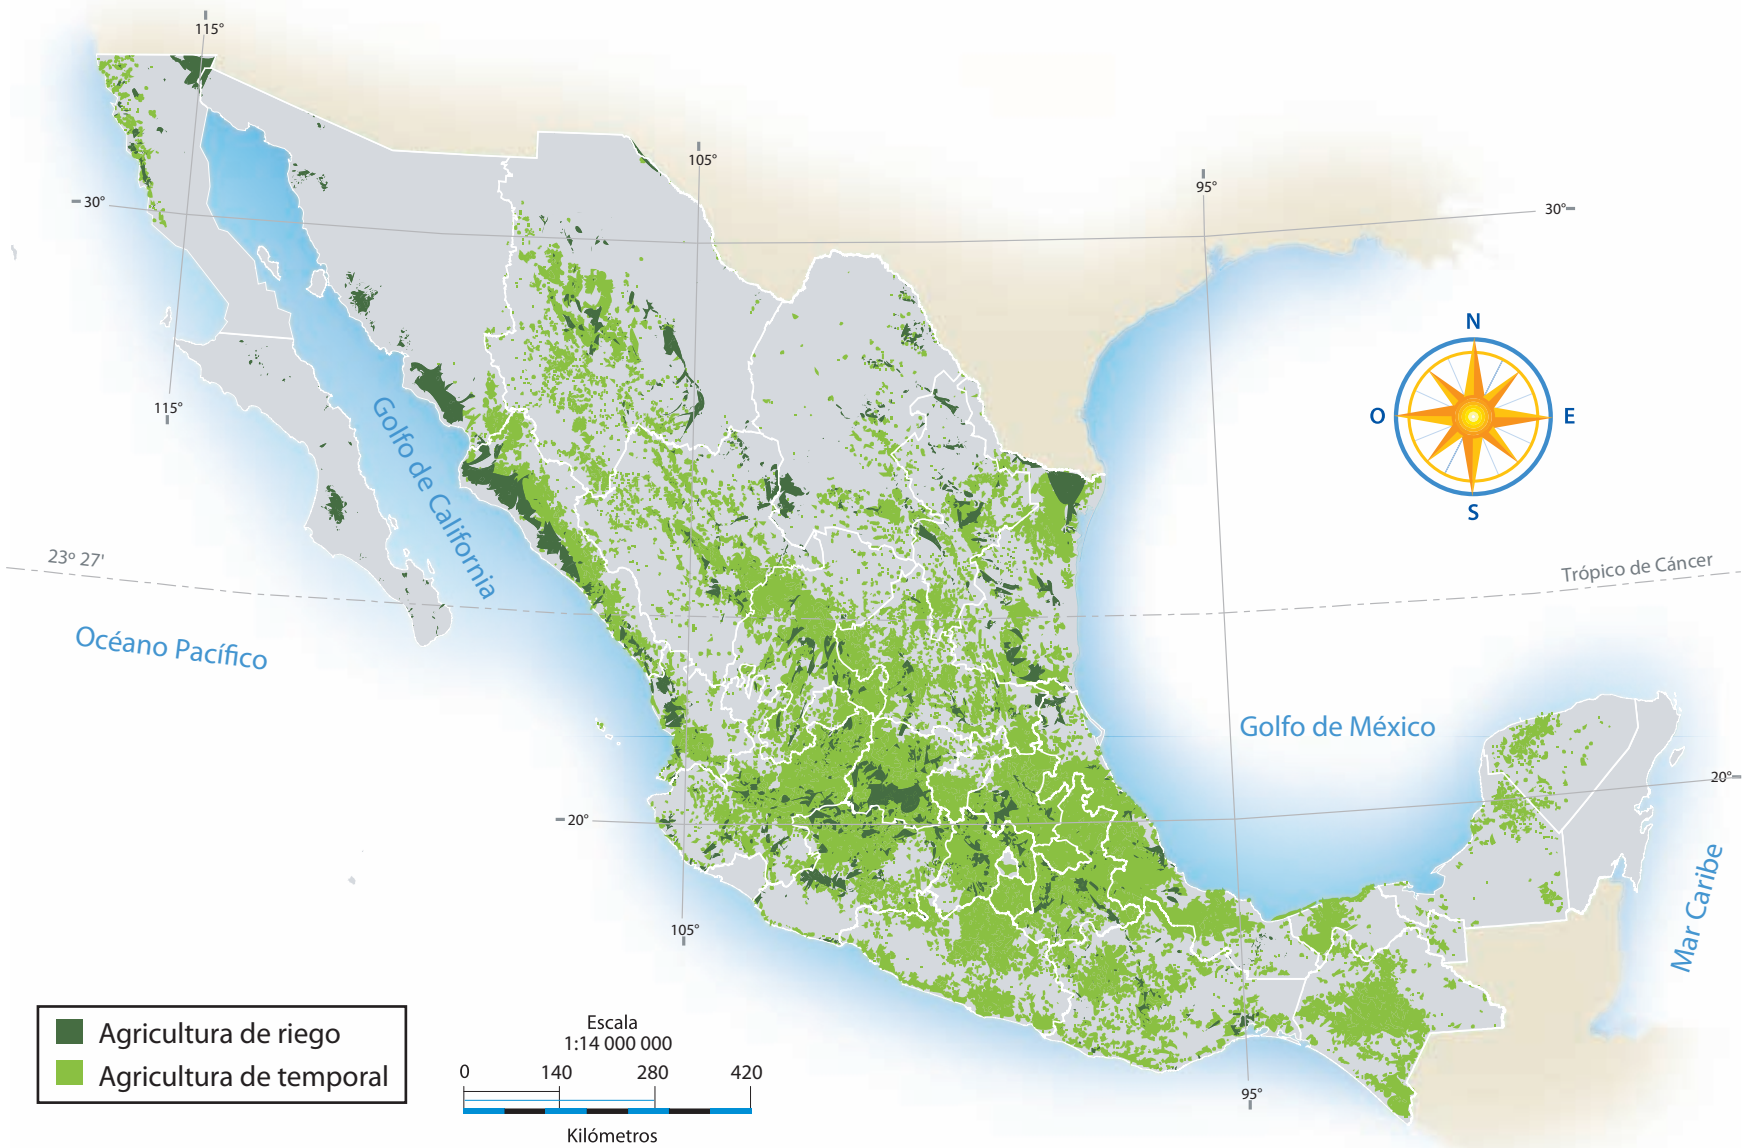 115°
105°
95°
30°
30°
N
O
E
S
115°
Golfo de California
23° 27'
Trópico de Cáncer
Océano Pacífico
Golfo de México
20°
20°
Mar Caribe
105°
95°
Agricultura de riego
Agricultura de temporal
Escala
1:14 000 000
0 140 280 420
Kilómetros